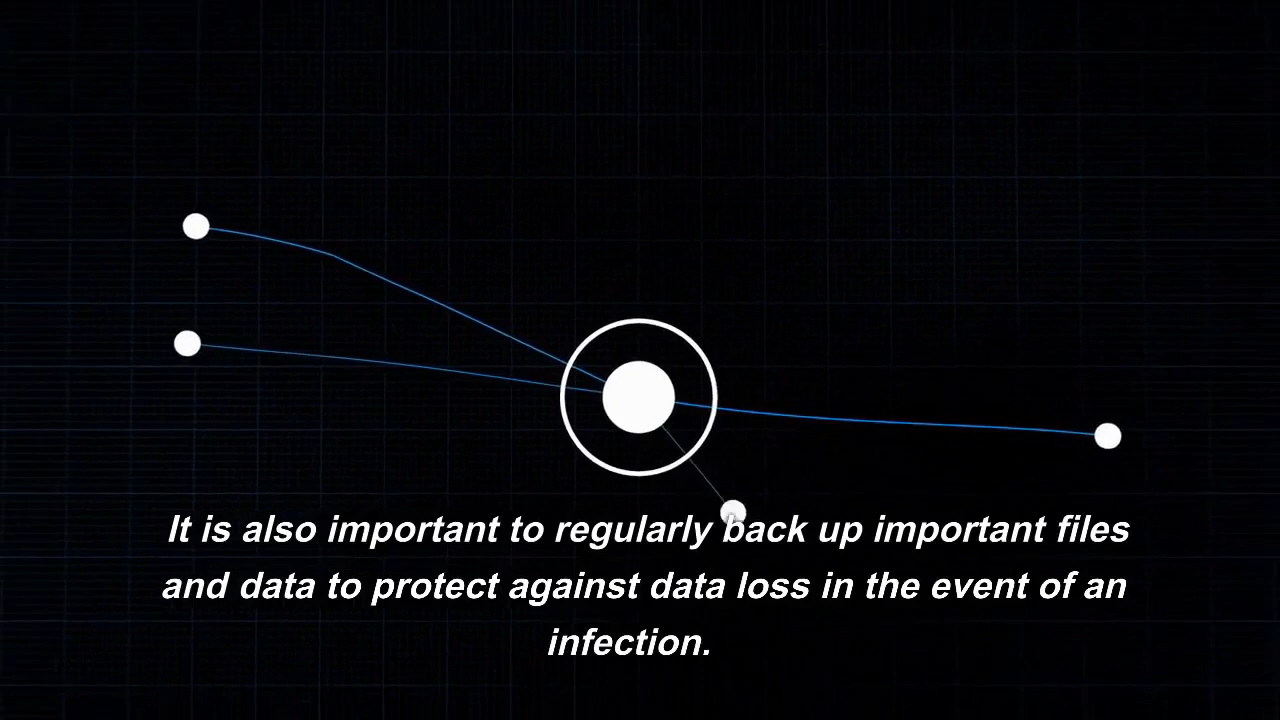 It is also important to regularly back up important files
and data to protect against data loss in the event of an
infection.